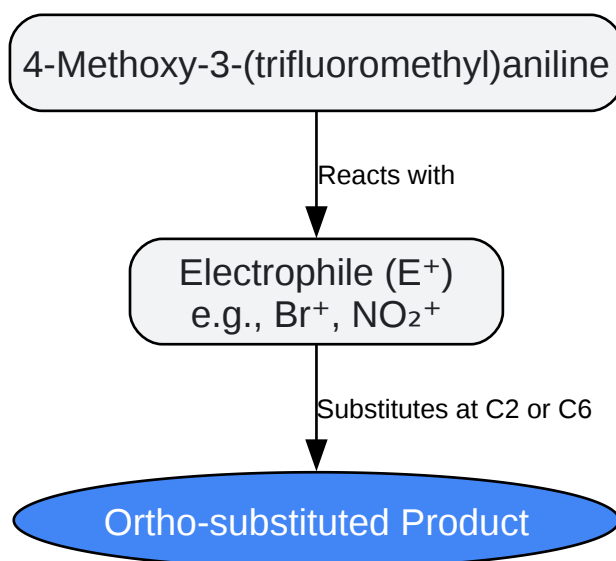 4-Methoxy-3-(trifluoromethyl)aniline
Reacts with
Electrophile (E⁺)
e.g., Br⁺, NO₂⁺
Substitutes at C2 or C6
Ortho-substituted Product